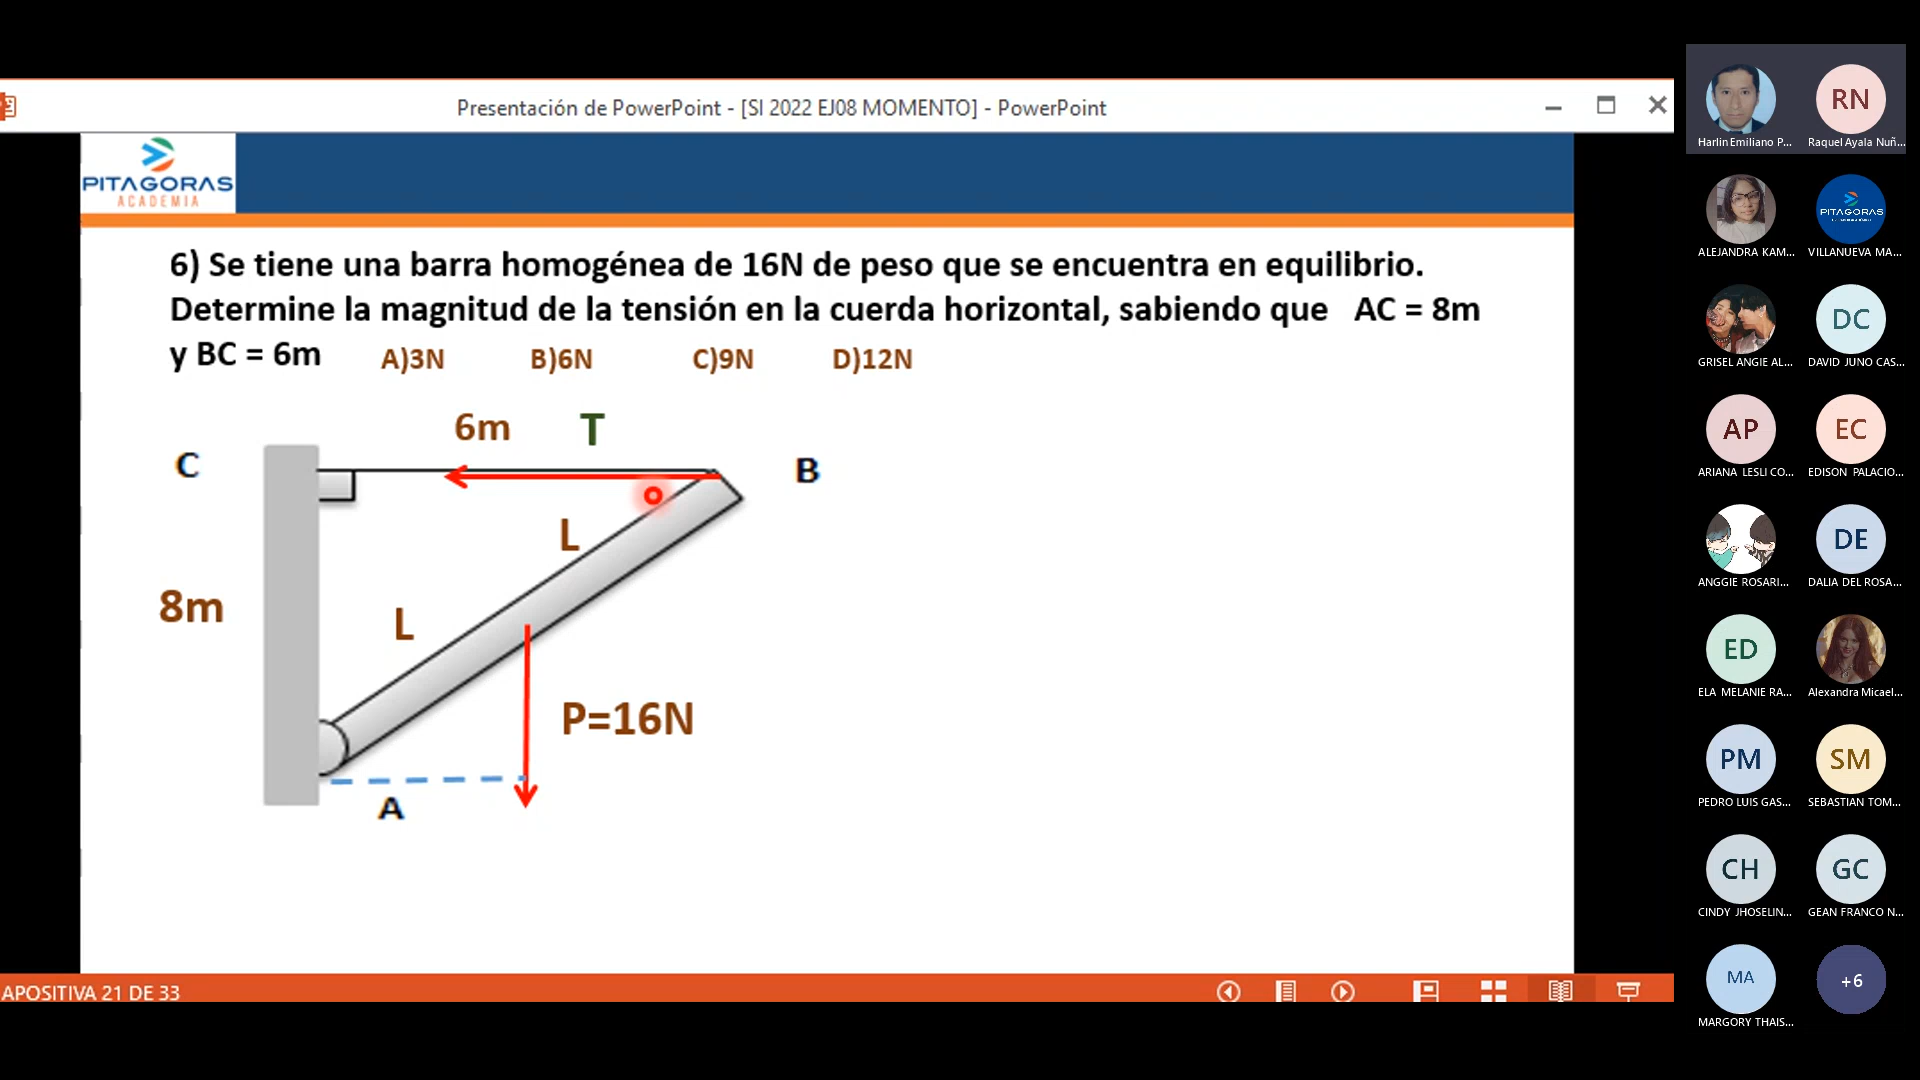 Presentación de PowerPoint - [SI 2022 EJ08 MOMENTO] - PowerPoint
PITAGORAS
ACADEMIA
6) Se tiene una barra homogénea de 16N de peso que se encuentra en equilibrio.
Determine la magnitud de la tensión en la cuerda horizontal, sabiendo que AC = 8m
y BC = 6m A)3N B)6N C)9N D)12N
6m T
C B
L
8m L
P=16N
A
APOSITIVA 21 DE 33
RN
Harlin Emiliano P... Raquel Ayala Nuñ...
PITAGORAS
ALEJANDRA KAM... VILLANUEVA MA...
DC
GRISEL ANGIE AL... DAVID JUNO CAS...
AP EC
ARIANA LESLI CO... EDISON PALACIO...
DE
ANGGIE ROSARI... DALIA DEL ROSA...
ED
ELA MELANIE RA... Alexandra Micael...
PM SM
PEDRO LUIS GAS... SEBASTIAN TOM...
CH GC
CINDY JHOSELIN... GEAN FRANCO N...
MA +6
MARGORY THAIS...